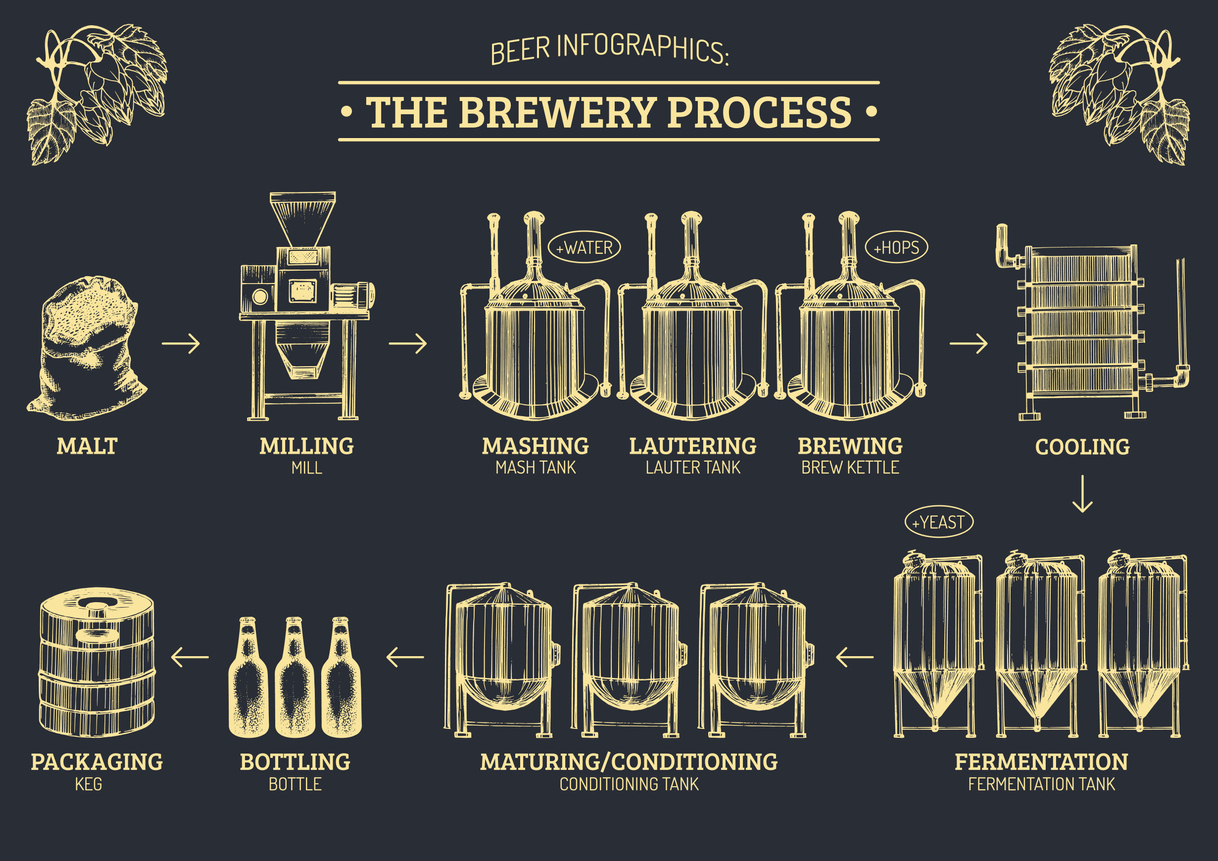 BEER INFOGRAPHICS:
• THE BREWERY PROCESS •
+WATER
+HOPS
MALT
MILLING
MILL
MASHING
MASH TANK
LAUTERING
LAUTER TANK
BREWING
BREW KETTLE
COOLING
+YEAST
PACKAGING
KEG
BOTTLING
BOTTLE
MATURING/CONDITIONING
CONDITIONING TANK
FERMENTATION
FERMENTATION TANK